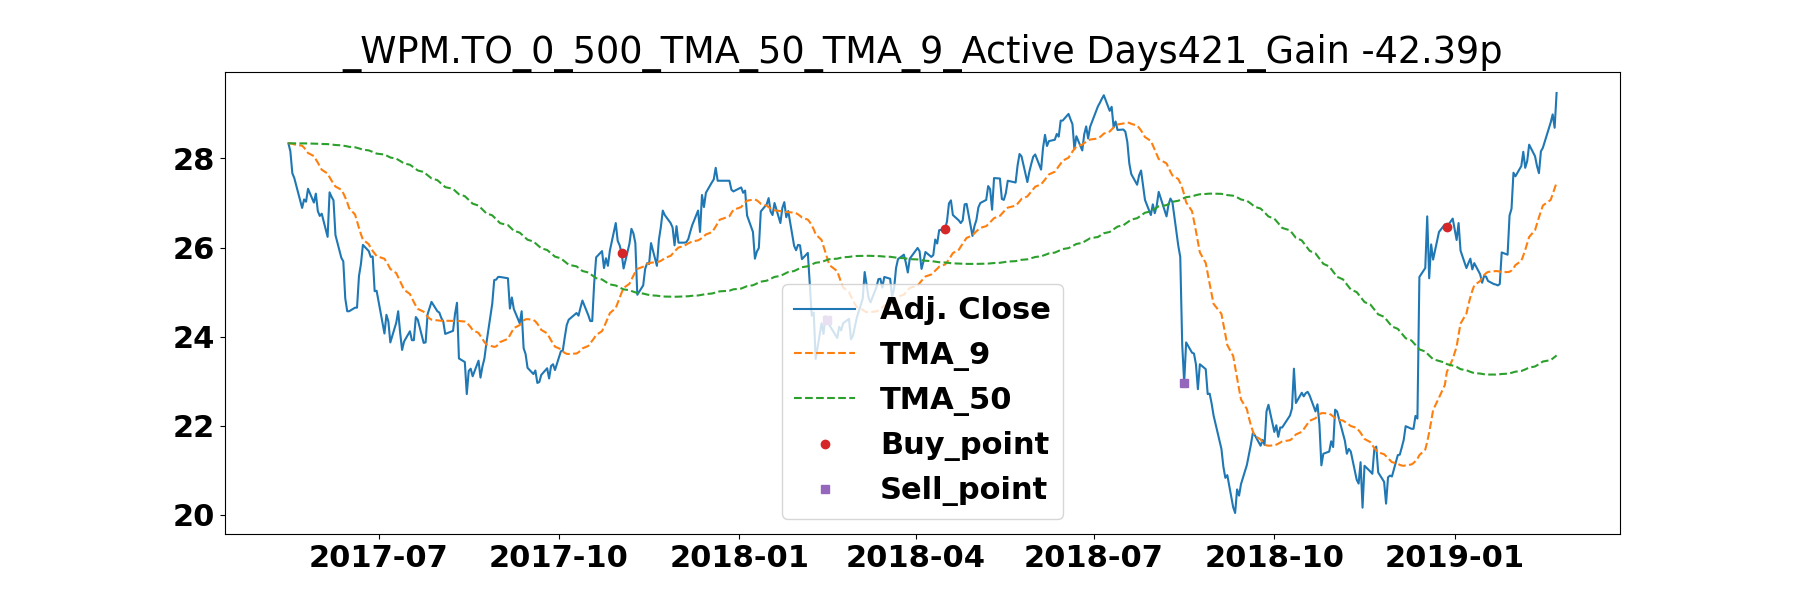 _WPM.TO_0_500_TMA_50_TMA_9_Active Days421_Gain -42.39p
28
26
24
22
20
Adj. Close
TMA_9
TMA_50
Buy_point
Sell_point
2017-07 2017-10 2018-01 2018-04 2018-07 2018-10 2019-01